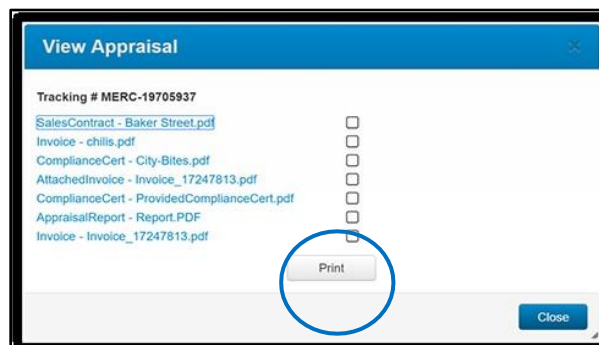 View Appraisal
Tracking # MERC-19705937
SalesContract - Baker Street.pdf
Invoice - chilis.pdf
ComplianceCert - City-Bites.pdf
AttachedInvoice - Invoice_17247813.pdf
ComplianceCert - ProvidedComplianceCert.pdf
AppraisalReport - Report.PDF
Invoice - Invoice_17247813.pdf
Print
Close